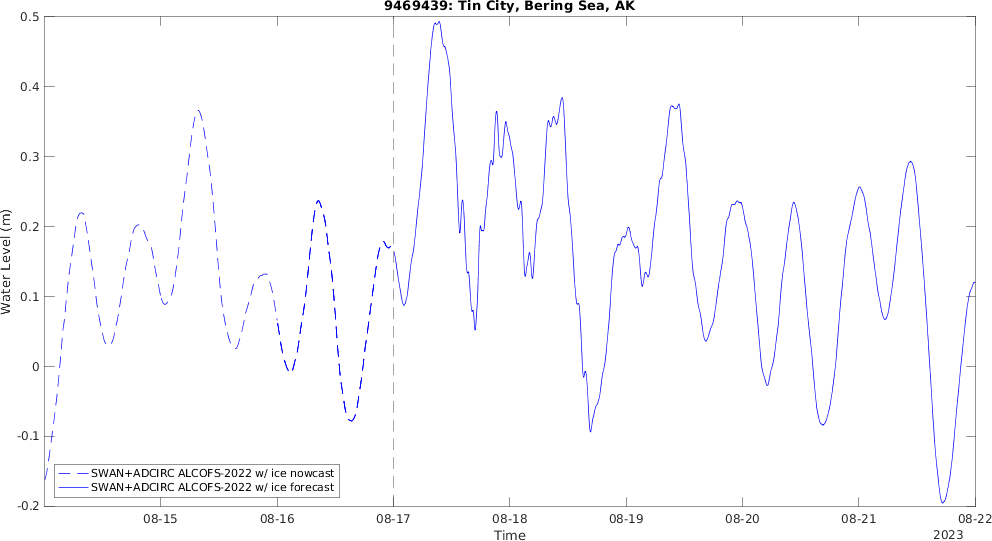 9469439: Tin City, Bering Sea, AK
Water Level (m)
0.5
0.4
0.3
0.2
0.1
0
-0.1
-0.2
SWAN+ADCIRC ALCOFS-2022 w/ ice nowcast
SWAN+ADCIRC ALCOFS-2022 w/ ice forecast
08-15 08-16 08-17 08-18 08-19 08-20 08-21 08-22
Time
2023